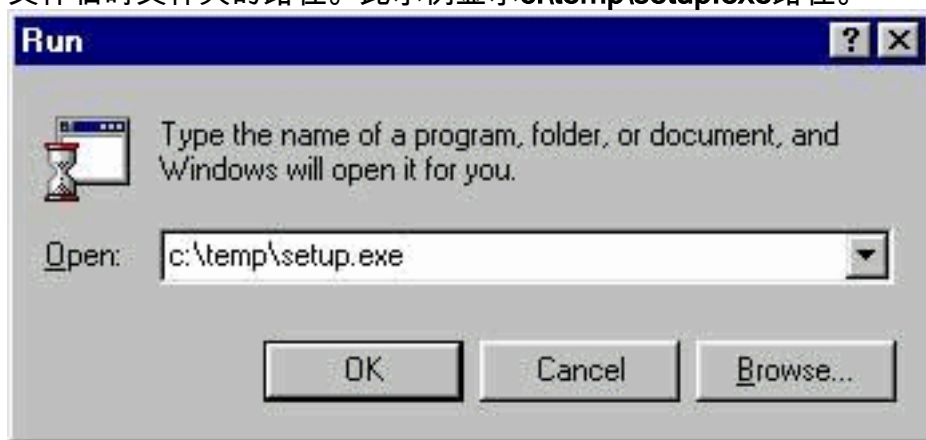 Run
Type the name of a program, folder, or document, and
Windows will open it for you.
Open:
c:\temp\setup.exe
OK
Cancel
Browse...